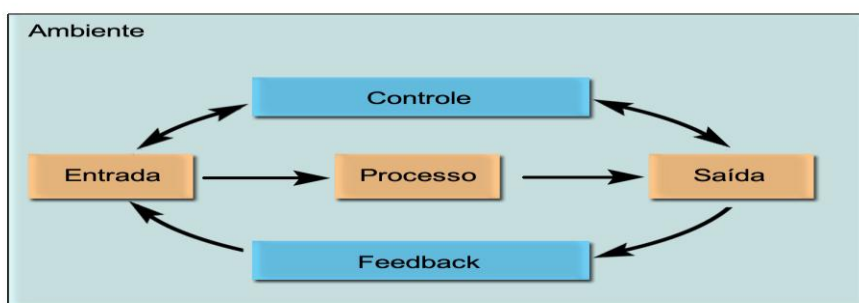 Ambiente
Controle
Entrada
Processo
Saída
Feedback